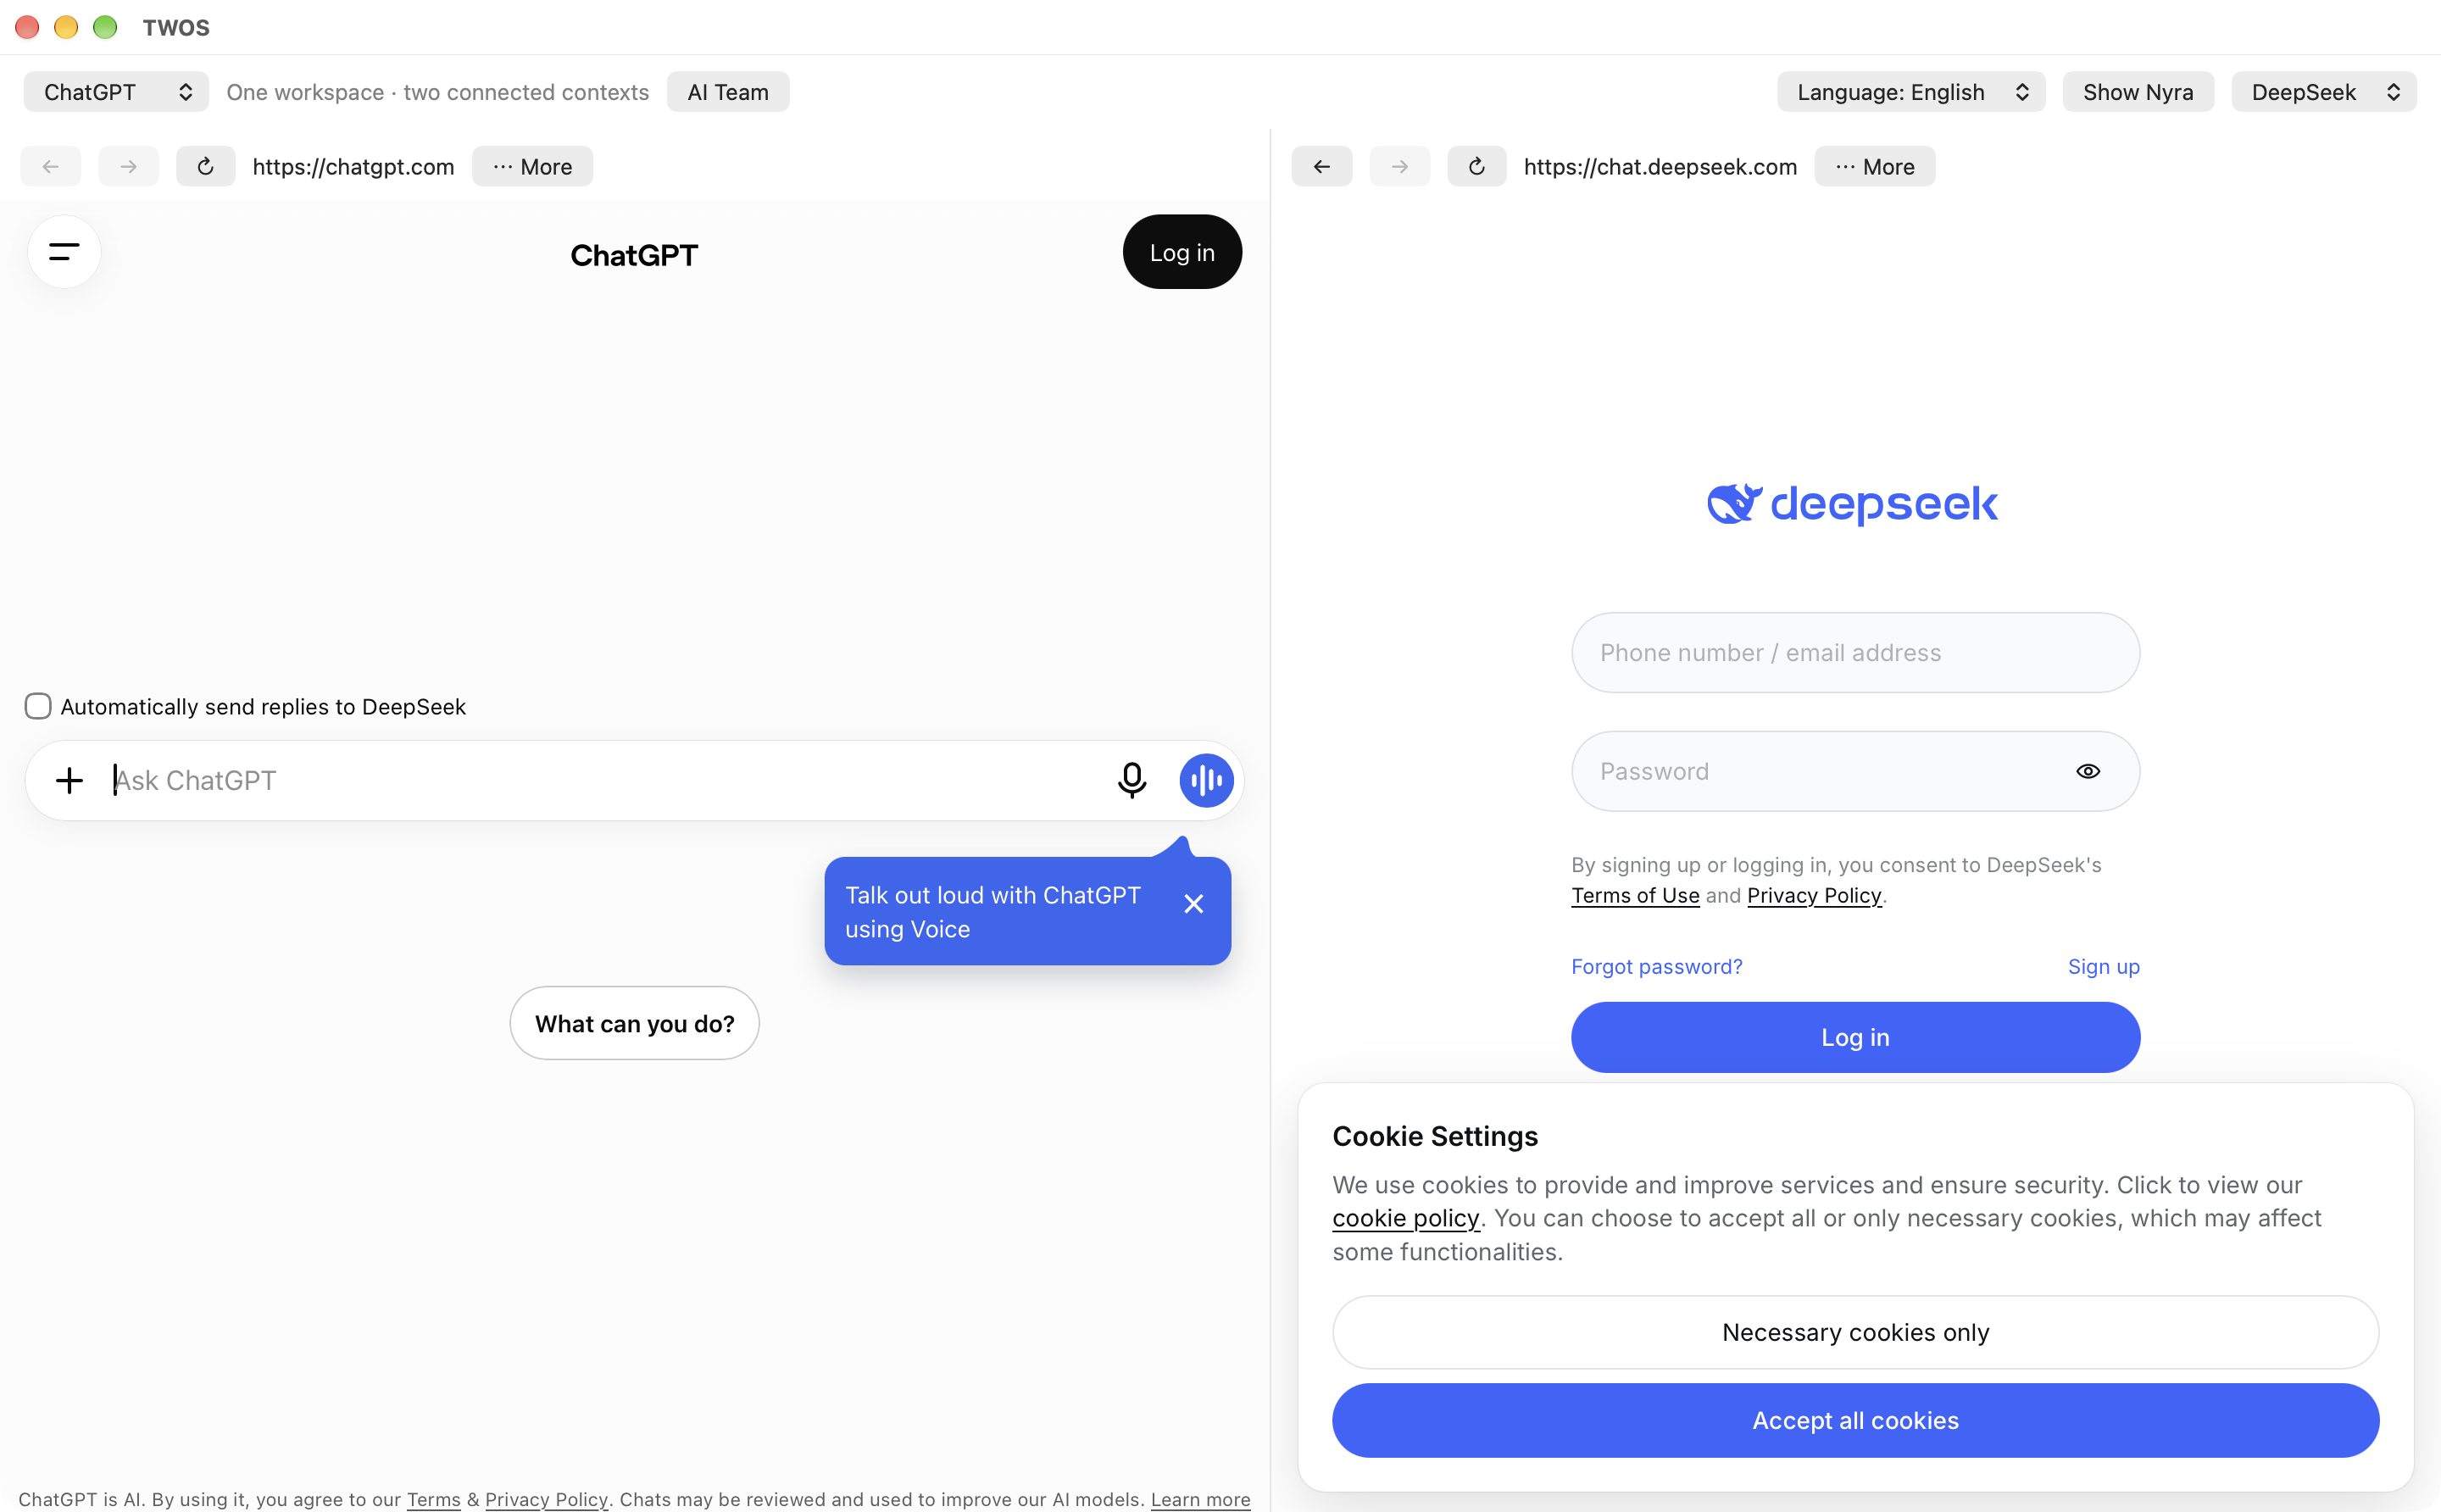 TWOS
ChatGPT
One workspace · two connected contexts
AI Team
Language: English
Show Nyra
DeepSeek
https://chatgpt.com
··· More
https://chat.deepseek.com
··· More
ChatGPT
Log in
Automatically send replies to DeepSeek
Ask ChatGPT
Talk out loud with ChatGPT
using Voice
What can you do?
ChatGPT is AI. By using it, you agree to our Terms & Privacy Policy. Chats may be reviewed and used to improve our AI models. Learn more
deepseek
Phone number / email address
Password
By signing up or logging in, you consent to DeepSeek's
Terms of Use and Privacy Policy.
Forgot password?
Sign up
Log in
Cookie Settings
We use cookies to provide and improve services and ensure security. Click to view our
cookie policy. You can choose to accept all or only necessary cookies, which may affect
some functionalities.
Necessary cookies only
Accept all cookies